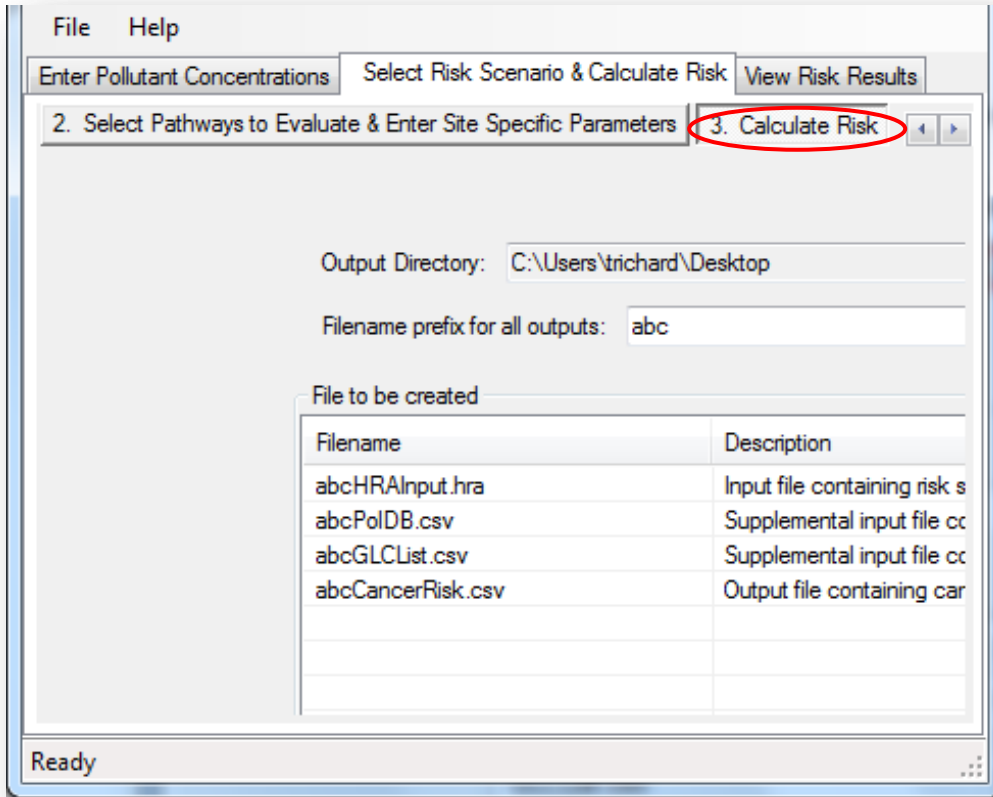 File Help
Enter Pollutant Concentrations Select Risk Scenario & Calculate Risk View Risk Results
2. Select Pathways to Evaluate & Enter Site Specific Parameters 3. Calculate Risk
Output Directory: C:\Users\trichard\Desktop
Filename prefix for all outputs: abc
File to be created
Filename Description
abcHRAInput.hra Input file containing risk s
abcPolDB.csv Supplemental input file cc
abcGLCList.csv Supplemental input file cc
abcCancerRisk.csv Output file containing can
Ready